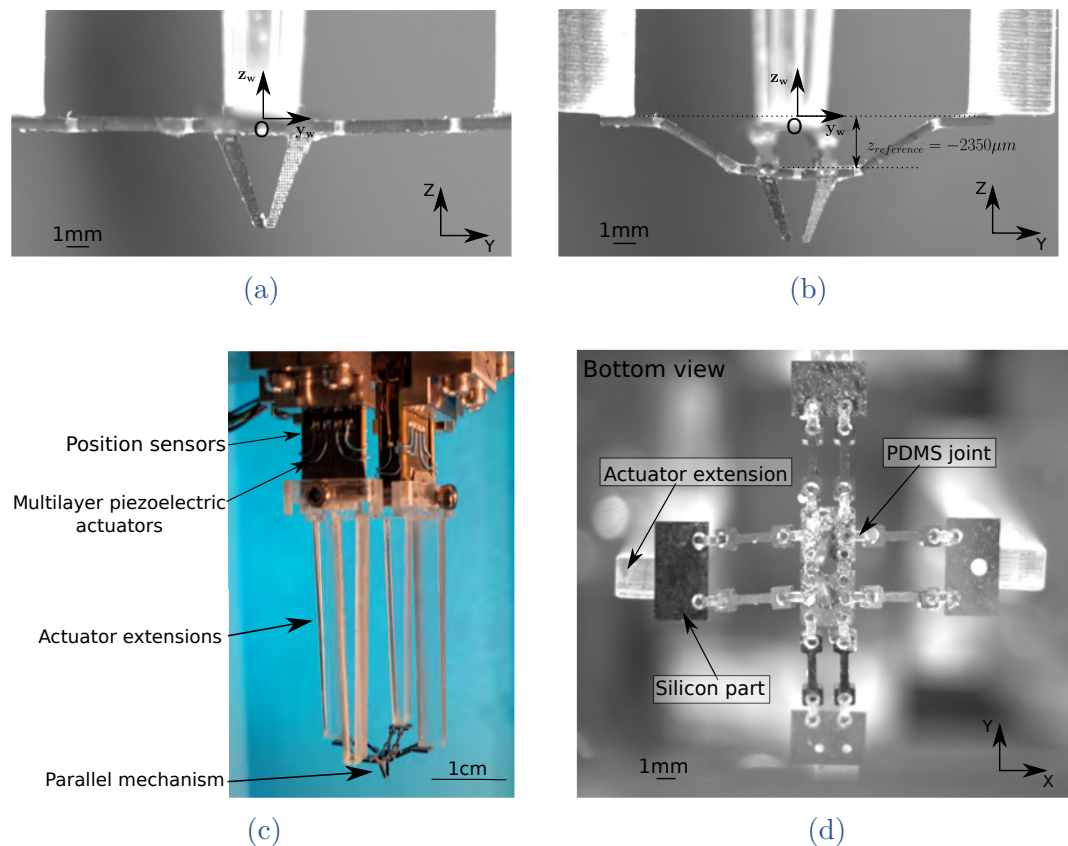 z_w
O
y_w
Z
Y
1mm
(a)
z_w
O
y_w
z_reference = −2350μm
Z
Y
1mm
(b)
Position sensors
Multilayer piezoelectric
actuators
Actuator extensions
Parallel mechanism
1cm
(c)
Bottom view
PDMS joint
Actuator extension
Silicon part
1mm
Y
X
(d)